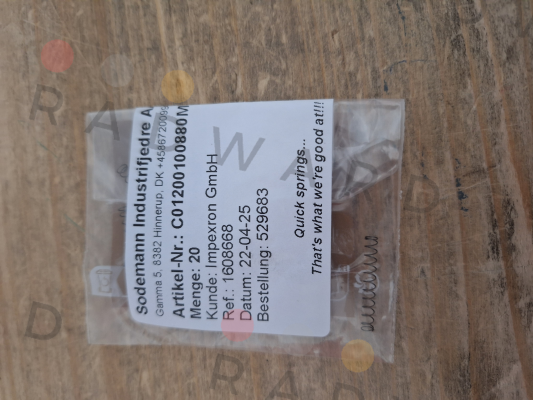 Sodemann Industrifjedre A
Gamma 5, 8382 Hinnerup, DK
Artikel-Nr.: C01200100880M
Menge: 20
Kunde: Impexron GmbH
Ref.: 1608668
Datum: 22-04-25
Bestellung: 529683
Quick springs...
That's what we're good at!!!